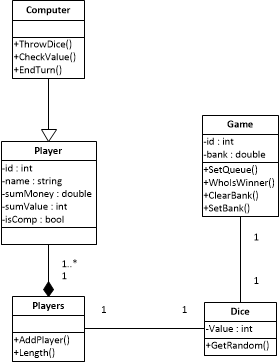 Computer
+ThrowDice()
+CheckValue()
+EndTurn()
Player
-id : int
-name : string
-sumMoney : double
-sumValue : int
-isComp : bool
Game
-id : int
-bank : double
+SetQueue()
+WhoIsWinner()
+ClearBank()
+SetBank()
1..*
1
1
1
Players
+AddPlayer()
+Length()
1
1
Dice
-Value : int
+GetRandom()